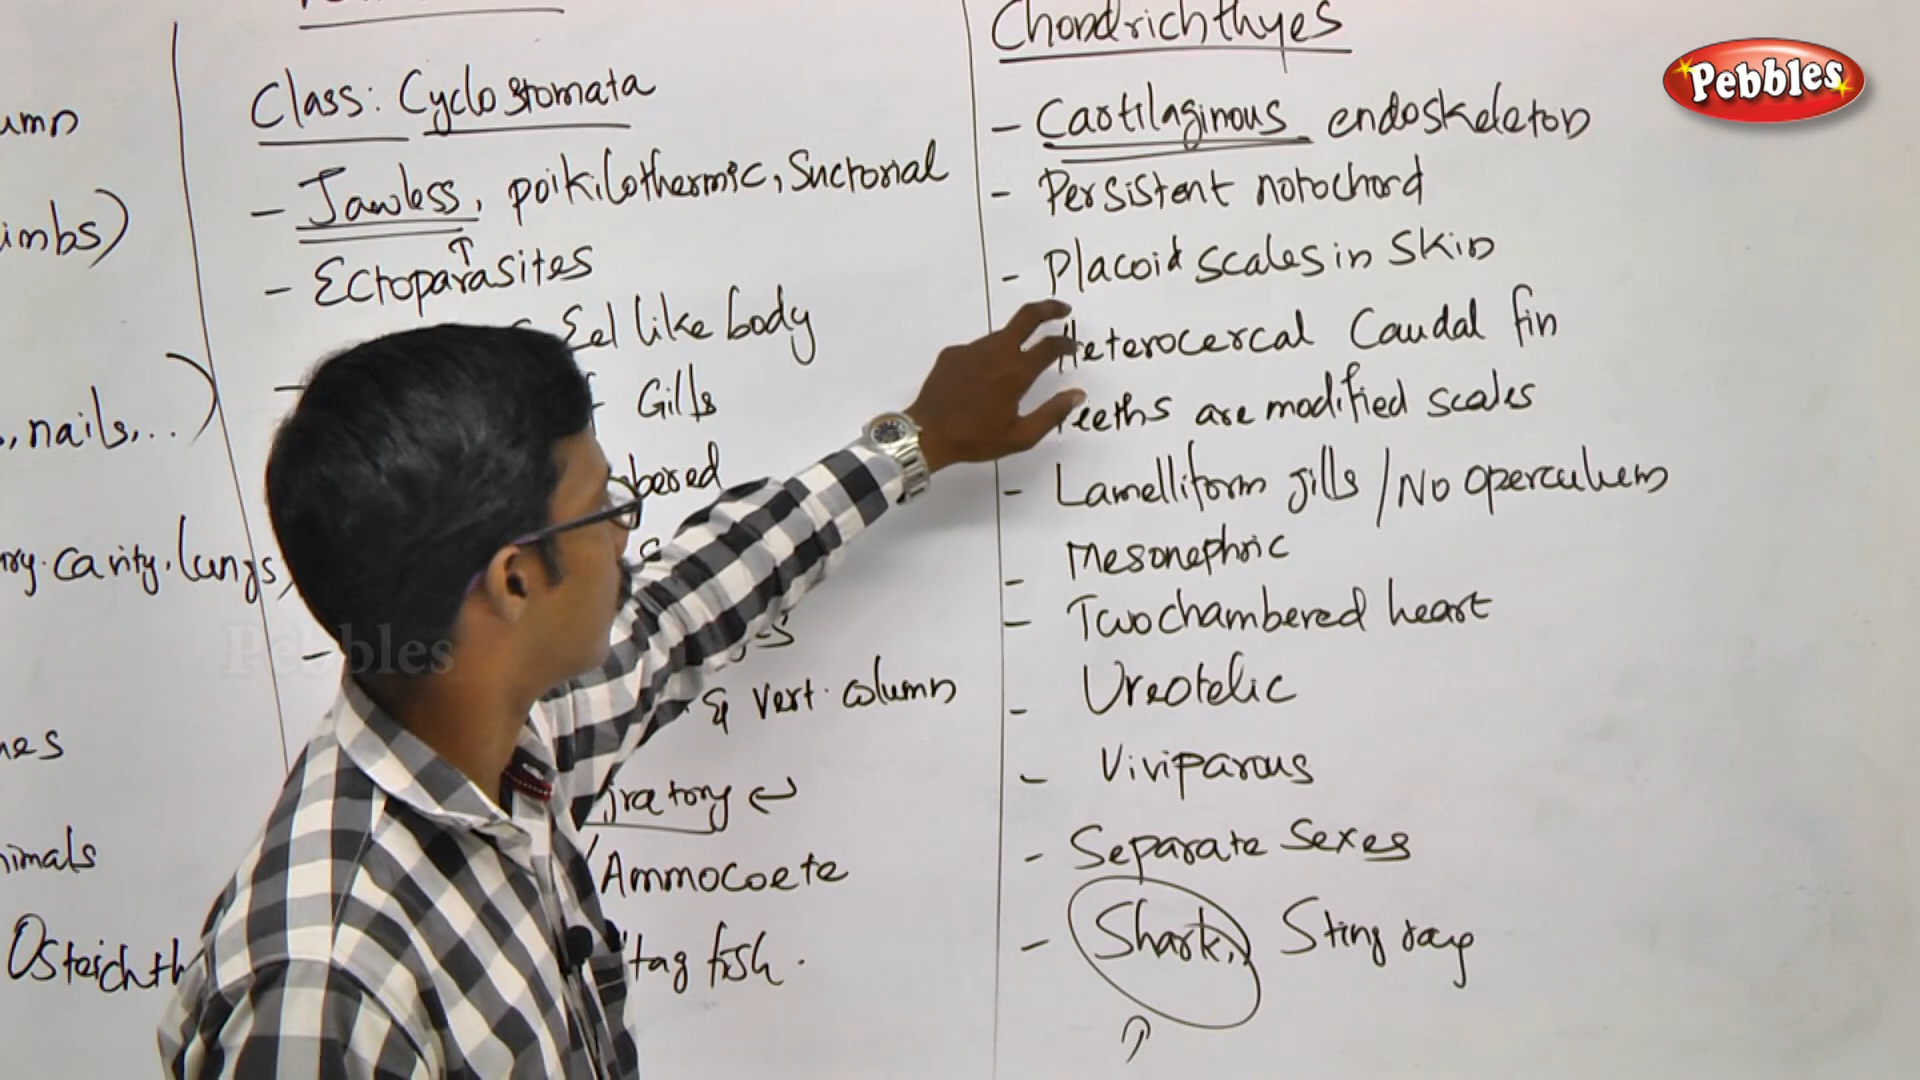 umn
imbs)
, nails, ..)
ry. cavity, lungs,
nes
nimals
Osteichth
Class: Cyclostomata
- Jawless, poikilothermic, Suctorial
- Ectoparasites
Eel like body
Gills
bered
& vert. column
iratory
/Ammocoete
tag fish.
Chondrichthyes
- Cartilaginous endoskeleton
- Persistent notochord
- Placoid scales in skin
Heterocercal Caudal fin
Teeths are modified scales
- Lamelliform gills / No operculum
- Mesonephric
- Two chambered heart
- Ureotelic
- Viviparous
- Separate Sexes
- Shark, Sting ray
Pebbles
Pebbles